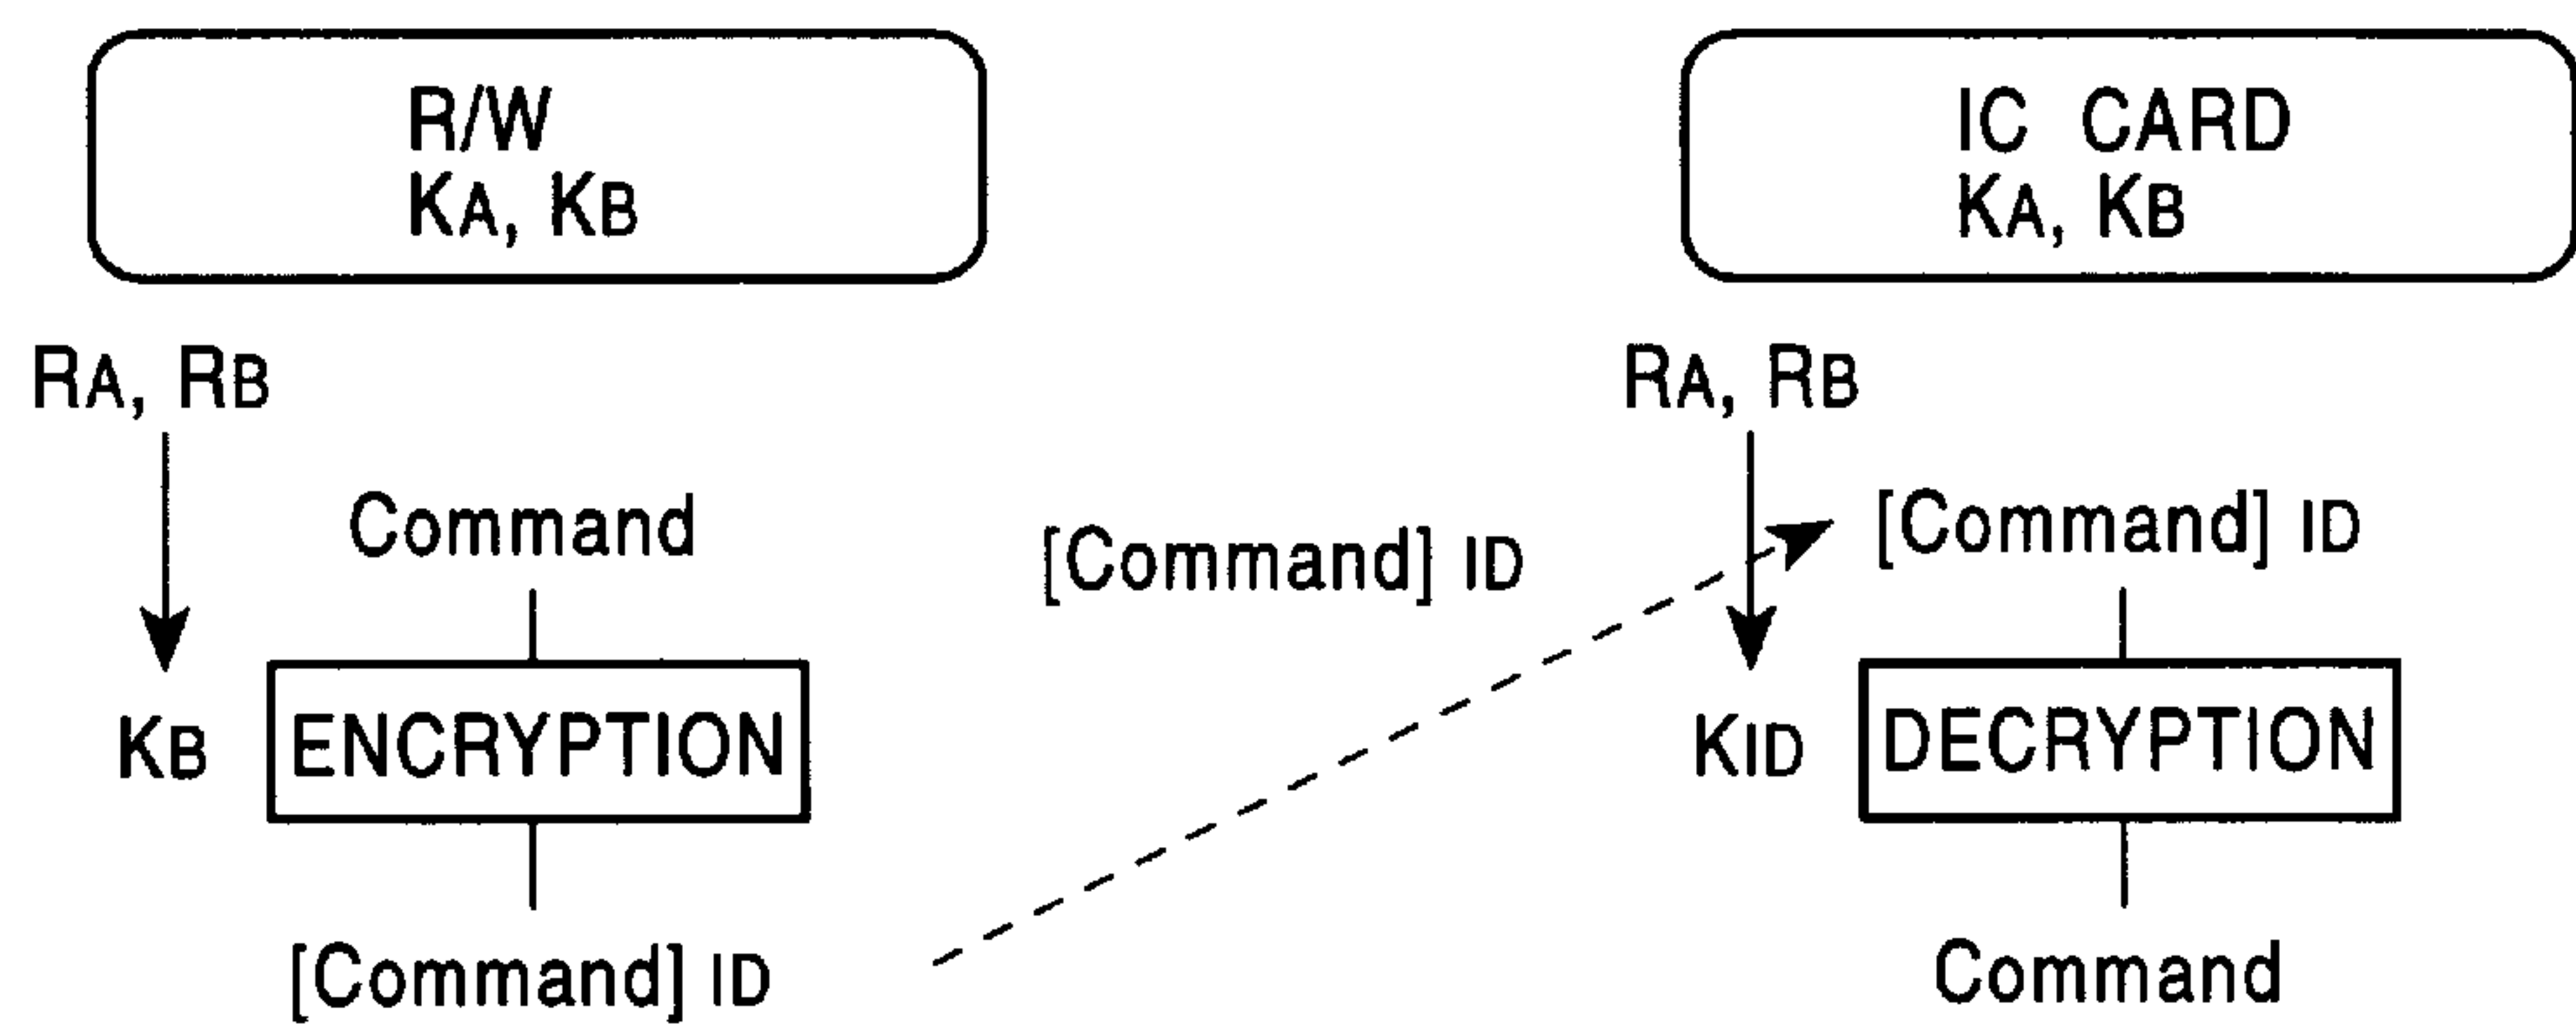 R/W
KA, KB
IC CARD
KA, KB
RA, RB
RA, RB
Command
[Command] ID
[Command] ID
KB
ENCRYPTION
KID
DECRYPTION
[Command] ID
Command